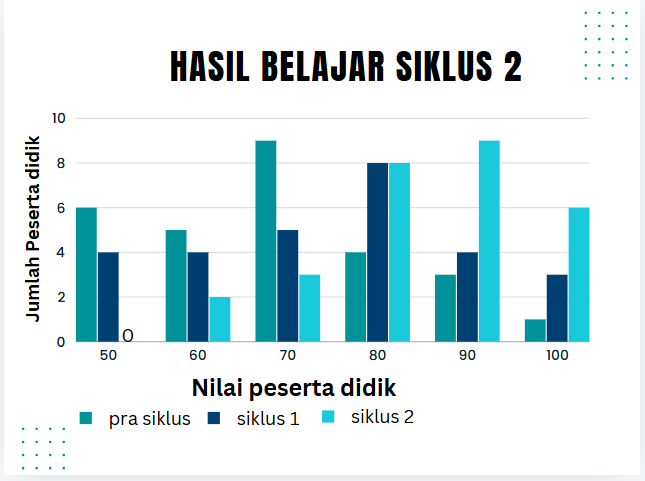 HASIL BELAJAR SIKLUS 2
Jumlah Peserta didik
10
8
6
4
2
0
0
50 60 70 80 90 100
Nilai peserta didik
pra siklus siklus 1 siklus 2